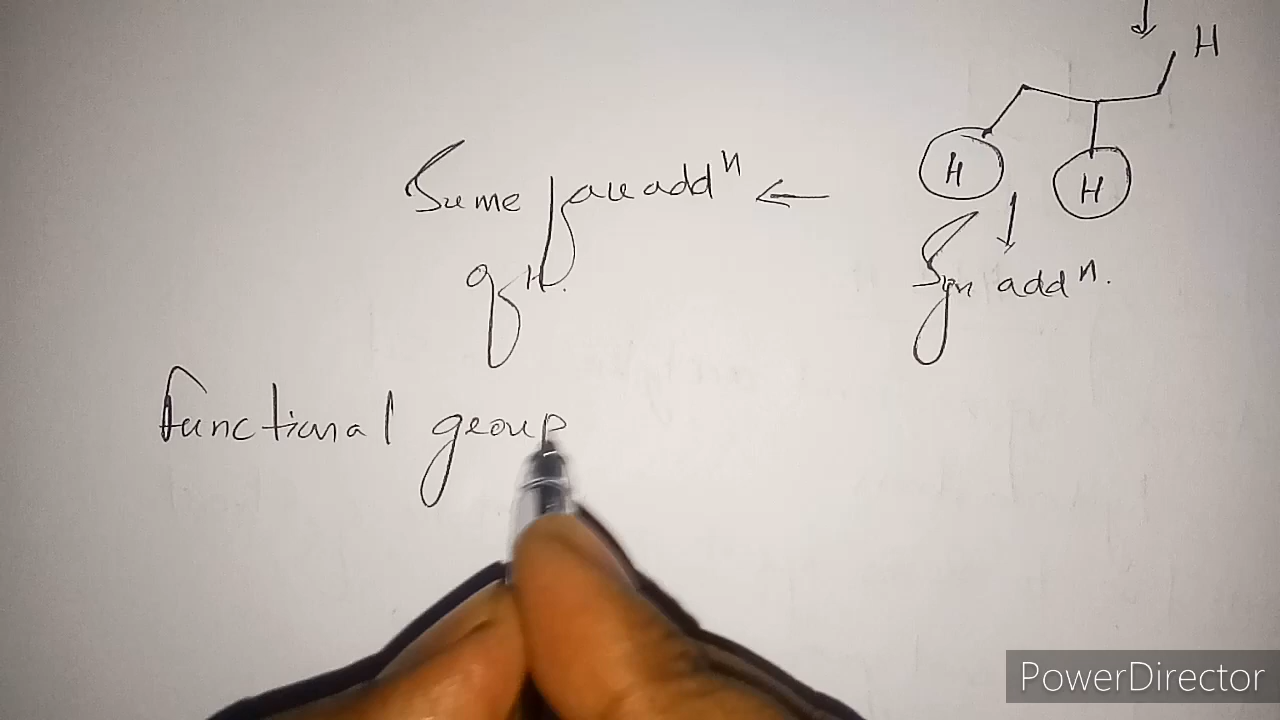 H
H
H
Same face addⁿ ←
of H.
Syn addⁿ.
Functional group
PowerDirector